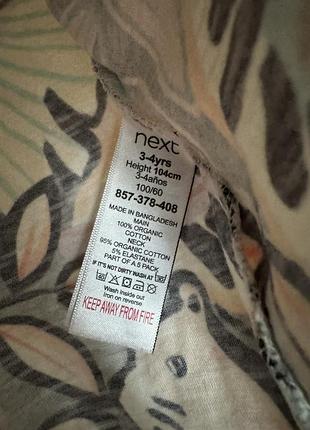 next
3-4yrs
Height 104cm
3-4años
100/60
857-378-408
MADE IN BANGLADESH
MAIN
100% ORGANIC
COTTON
NECK
95% ORGANIC COTTON
5% ELASTANE
PART OF A 5 PACK
IF IT'S NOT DIRTY WASH AT
Wash inside out
Iron on reverse
KEEP AWAY FROM FIRE